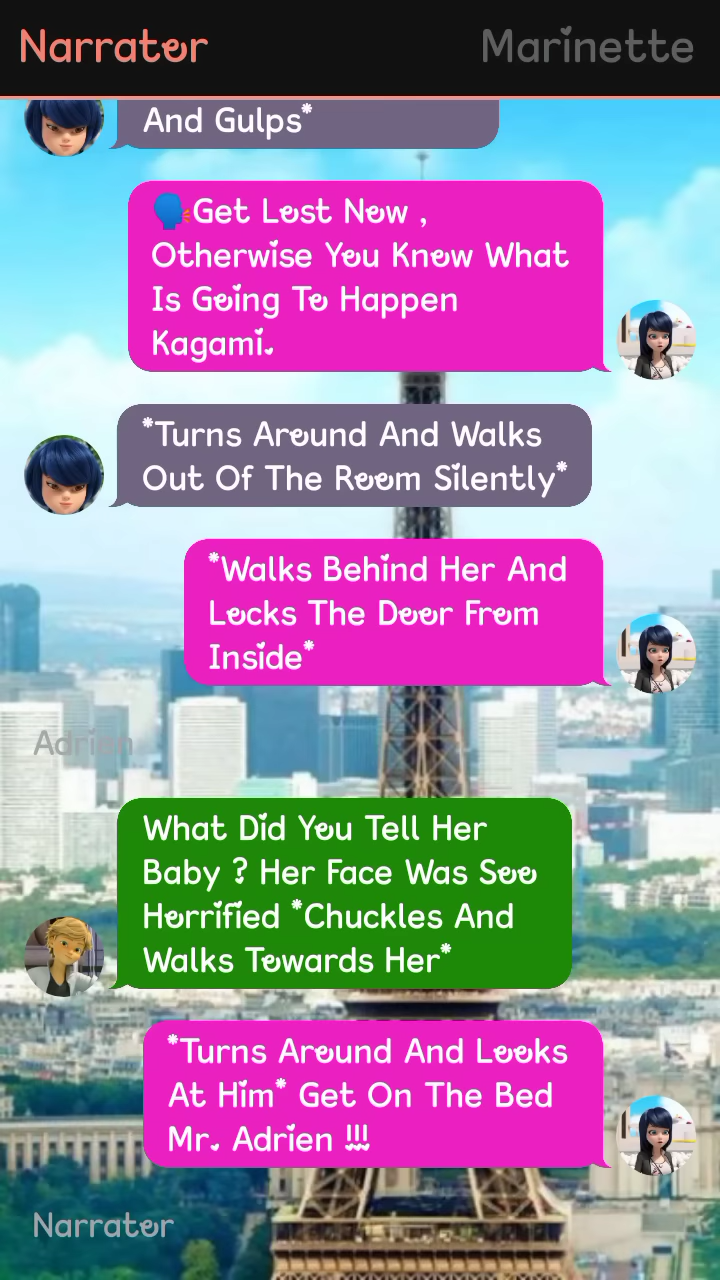 Narrator
Marinette
And Gulps*
🗣️Get Lost Now ,
Otherwise You Know What
Is Going To Happen
Kagami.
*Turns Around And Walks
Out Of The Room Silently*
*Walks Behind Her And
Locks The Door From
Inside*
Adrien
What Did You Tell Her
Baby ? Her Face Was Soo
Horrified *Chuckles And
Walks Towards Her*
*Turns Around And Looks
At Him* Get On The Bed
Mr. Adrien !!!
Narrator